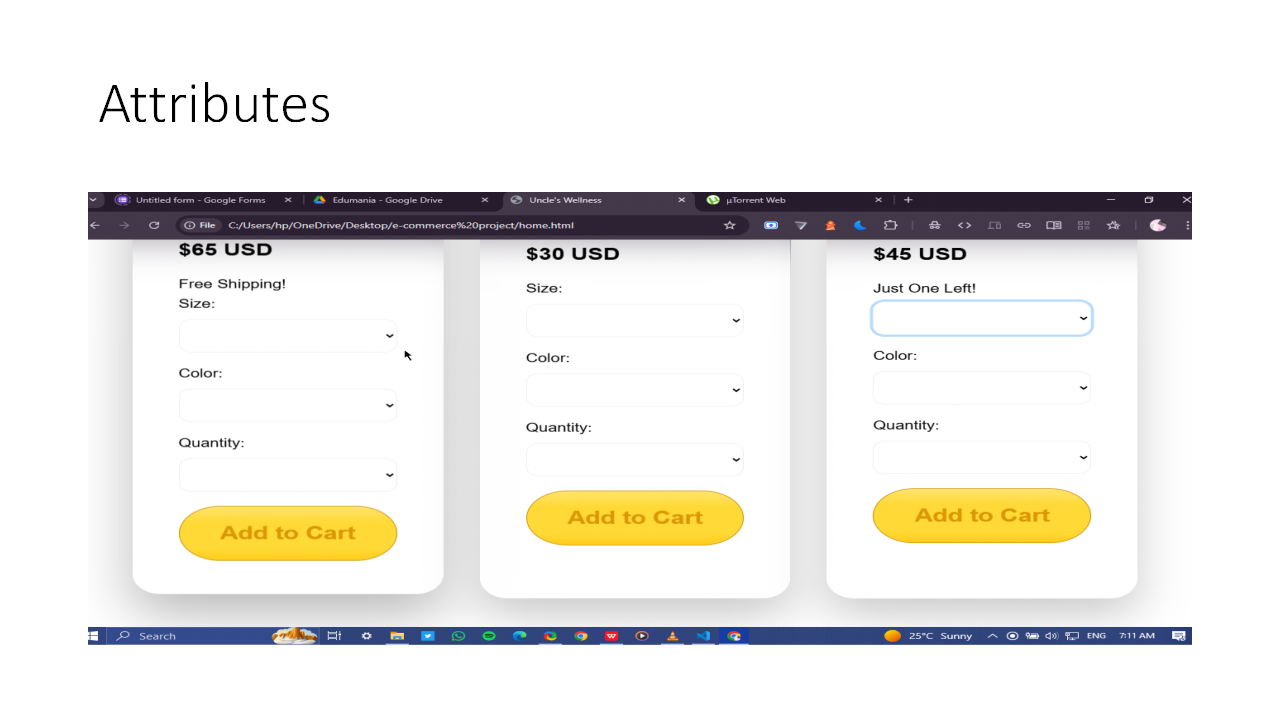 Attributes
Untitled form - Google Forms
Edumania - Google Drive
Uncle's Wellness
µTorrent Web
File
C:/Users/hp/OneDrive/Desktop/e-commerce%20project/home.html
$65 USD
Free Shipping!
Size:
Color:
Quantity:
Add to Cart
$30 USD
Size:
Color:
Quantity:
Add to Cart
$45 USD
Just One Left!
Color:
Quantity:
Add to Cart
Search
25°C Sunny
ENG
7:11 AM